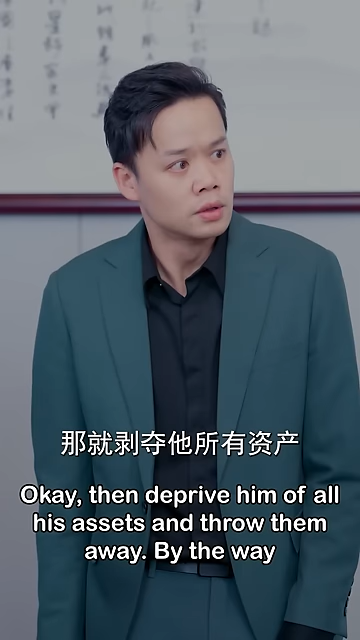 那就剥夺他所有资产
Okay, then deprive him of all
his assets and throw them
away. By the way